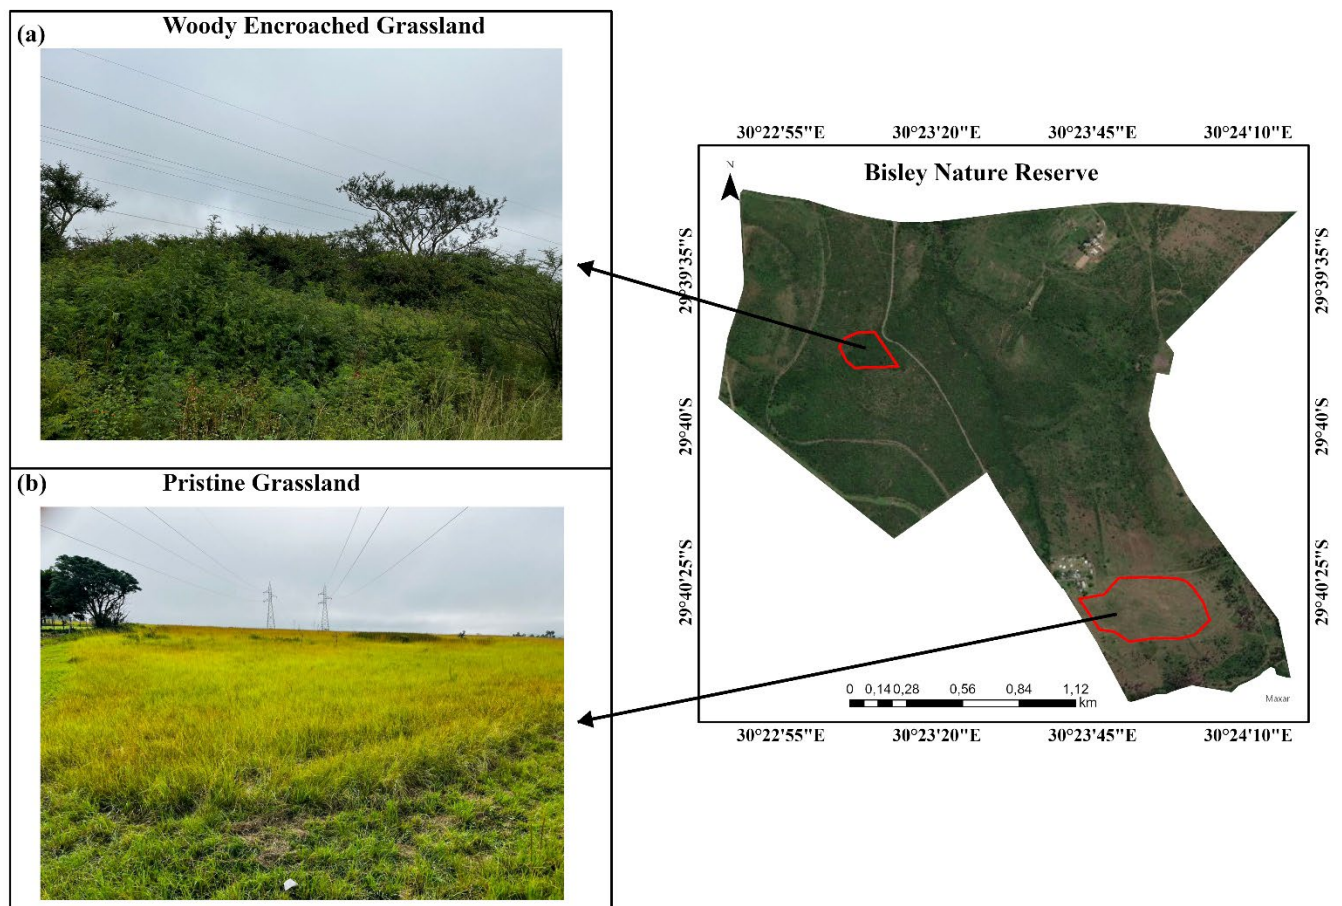 (a)
Woody Encroached Grassland
(b)
Pristine Grassland
30°22'55"E 30°23'20"E 30°23'45"E 30°24'10"E
N
Bisley Nature Reserve
29°39'35"S
29°40'S
29°40'25"S
29°39'35"S
29°40'S
29°40'25"S
0 0,14 0,28 0,56 0,84 1,12
km
Maxar
30°22'55"E 30°23'20"E 30°23'45"E 30°24'10"E